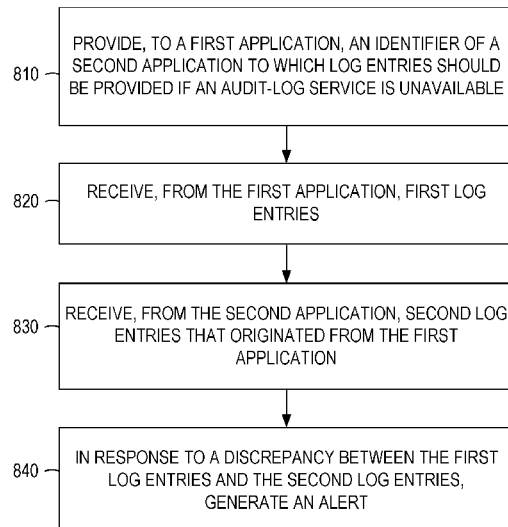 810
PROVIDE, TO A FIRST APPLICATION, AN IDENTIFIER OF A
SECOND APPLICATION TO WHICH LOG ENTRIES SHOULD
BE PROVIDED IF AN AUDIT-LOG SERVICE IS UNAVAILABLE
820
RECEIVE, FROM THE FIRST APPLICATION, FIRST LOG
ENTRIES
830
RECEIVE, FROM THE SECOND APPLICATION, SECOND LOG
ENTRIES THAT ORIGINATED FROM THE FIRST
APPLICATION
840
IN RESPONSE TO A DISCREPANCY BETWEEN THE FIRST
LOG ENTRIES AND THE SECOND LOG ENTRIES,
GENERATE AN ALERT